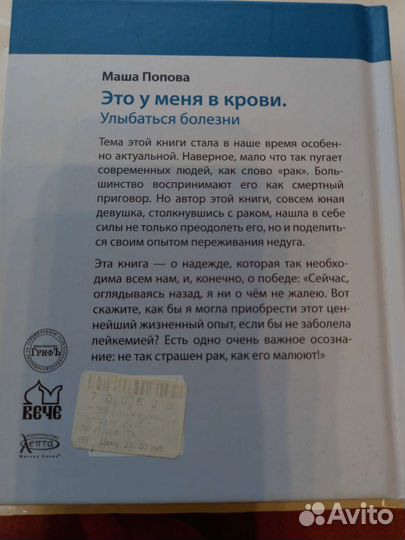 Маша Попова
Это у меня в крови.
Улыбаться болезни
Тема этой книги стала в наше время особен-
но актуальной. Наверное, мало что так пугает
современных людей, как слово «рак». Боль-
шинство воспринимают его как смертный
приговор. Но автор этой книги, совсем юная
девушка, столкнувшись с раком, нашла в себе
силы не только преодолеть его, но и поделить-
ся своим опытом переживания недуга.
Эта книга — о надежде, которая так необхо-
дима всем нам, и, конечно, о победе: «Сейчас,
оглядываясь назад, я ни о чём не жалею. Вот
скажите, как бы я могла приобрести этот цен-
нейший жизненный опыт, если бы не заболела
лейкемией? Есть одно очень важное осозна-
ние: не так страшен рак, как его малюют!»
ГРИФЪ
ВЕЧЕ
Лепта
700629
Avito